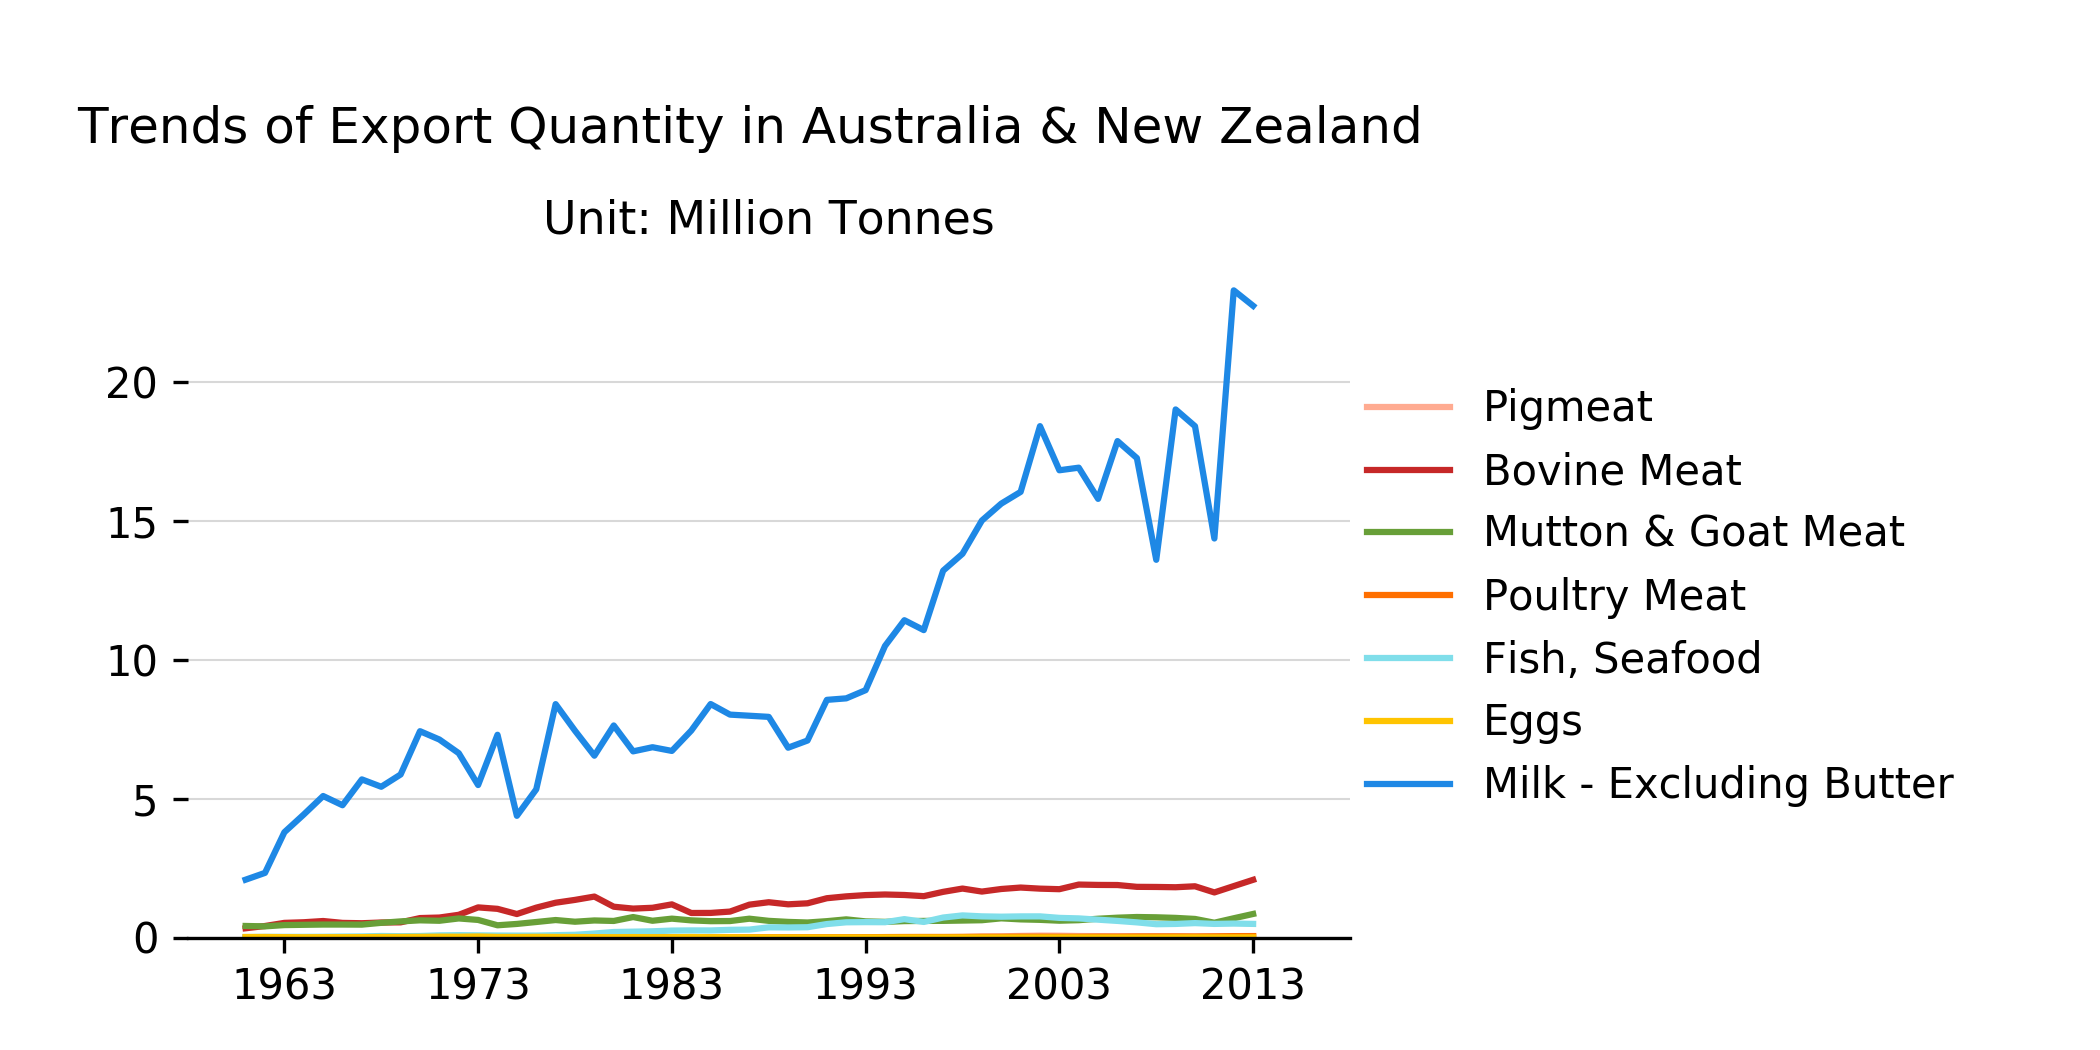 Trends of Export Quantity in Australia & New Zealand
Unit: Million Tonnes
20
15
10
5
0
1963 1973 1983 1993 2003 2013
Pigmeat
Bovine Meat
Mutton & Goat Meat
Poultry Meat
Fish, Seafood
Eggs
Milk - Excluding Butter